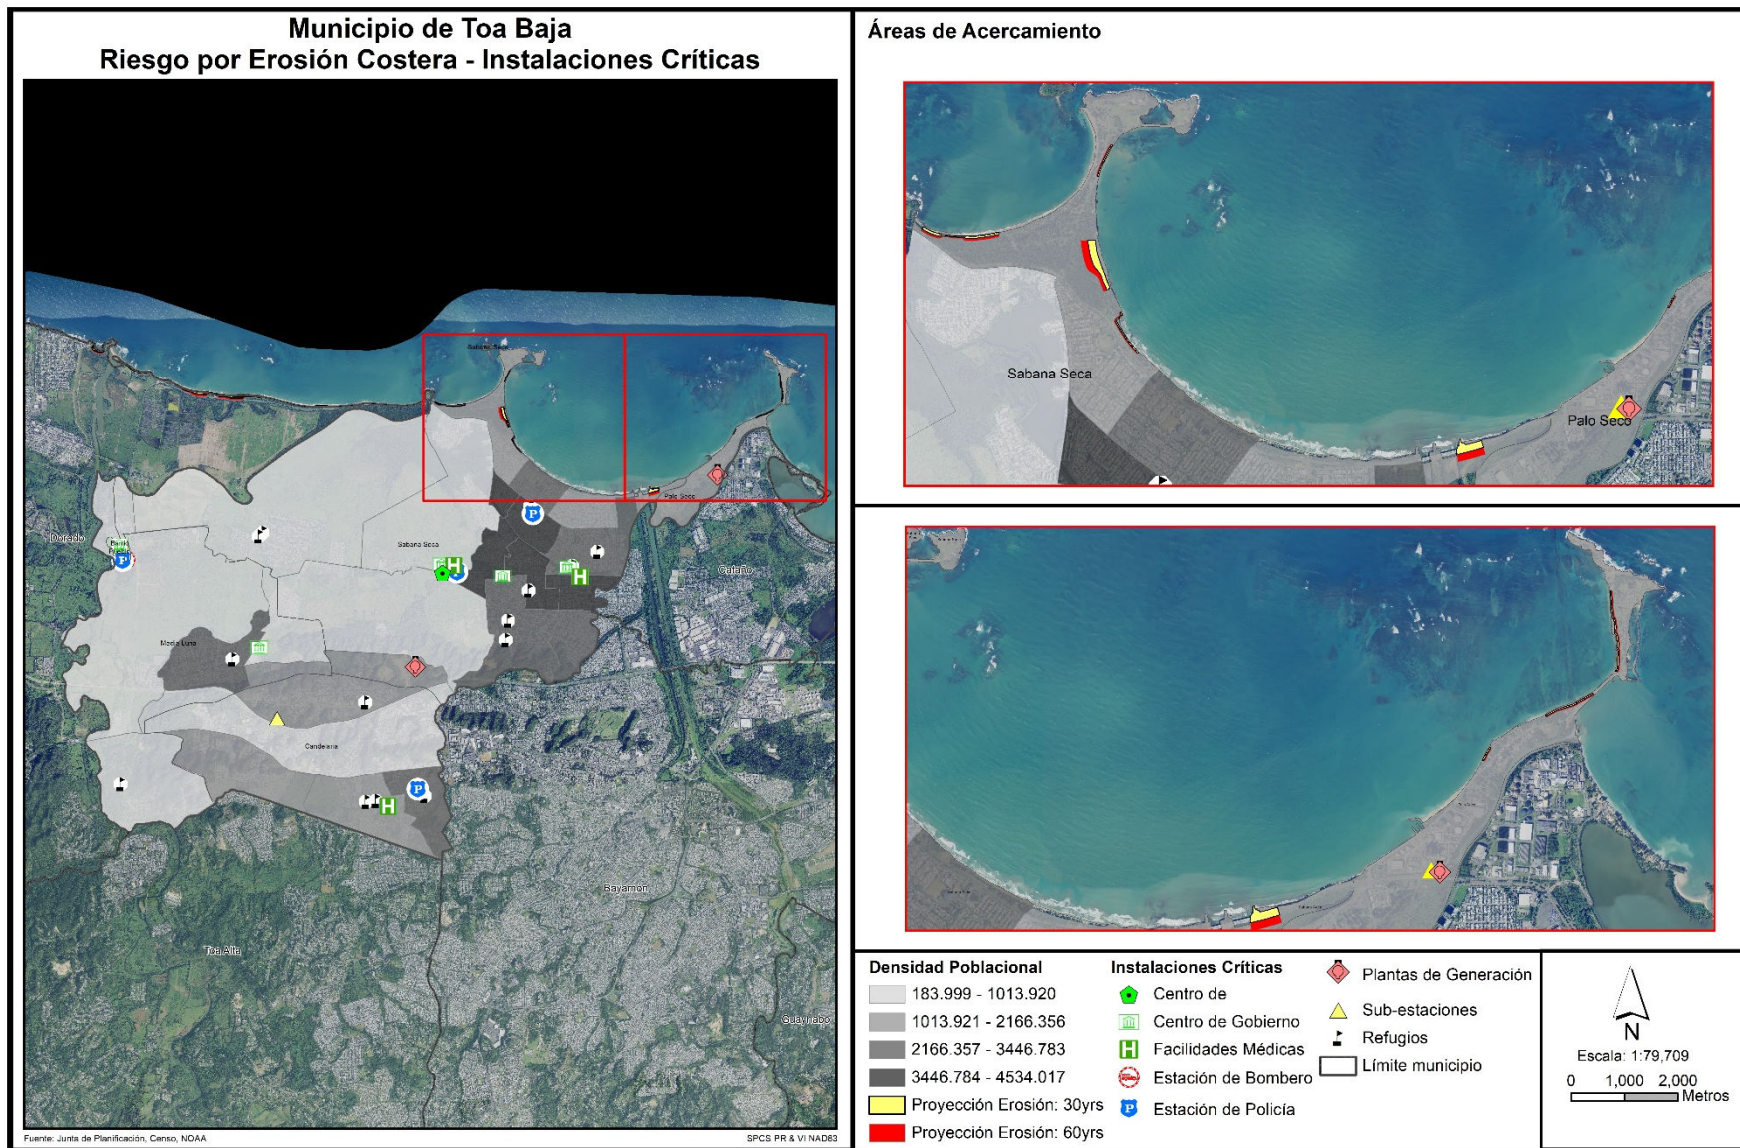 Municipio de Toa Baja
Riesgo por Erosión Costera - Instalaciones Críticas
Sabana Seca
Palo Seco
Dorado
Sabana Seca
Cataño
Media Luna
Candelaria
Bayamón
Toa Alta
Guaynabo
Fuente: Junta de Planificación, Censo, NOAA
SPCS PR & VI NAD83
Áreas de Acercamiento
Sabana Seca
Palo Seco
Densidad Poblacional
183.999 - 1013.920
1013.921 - 2166.356
2166.357 - 3446.783
3446.784 - 4534.017
Proyección Erosión: 30yrs
Proyección Erosión: 60yrs
Instalaciones Críticas
Centro de
Centro de Gobierno
H Facilidades Médicas
Estación de Bombero
P Estación de Policía
Plantas de Generación
Sub-estaciones
Refugios
Límite municipio
N
Escala: 1:79,709
0 1,000 2,000
Metros